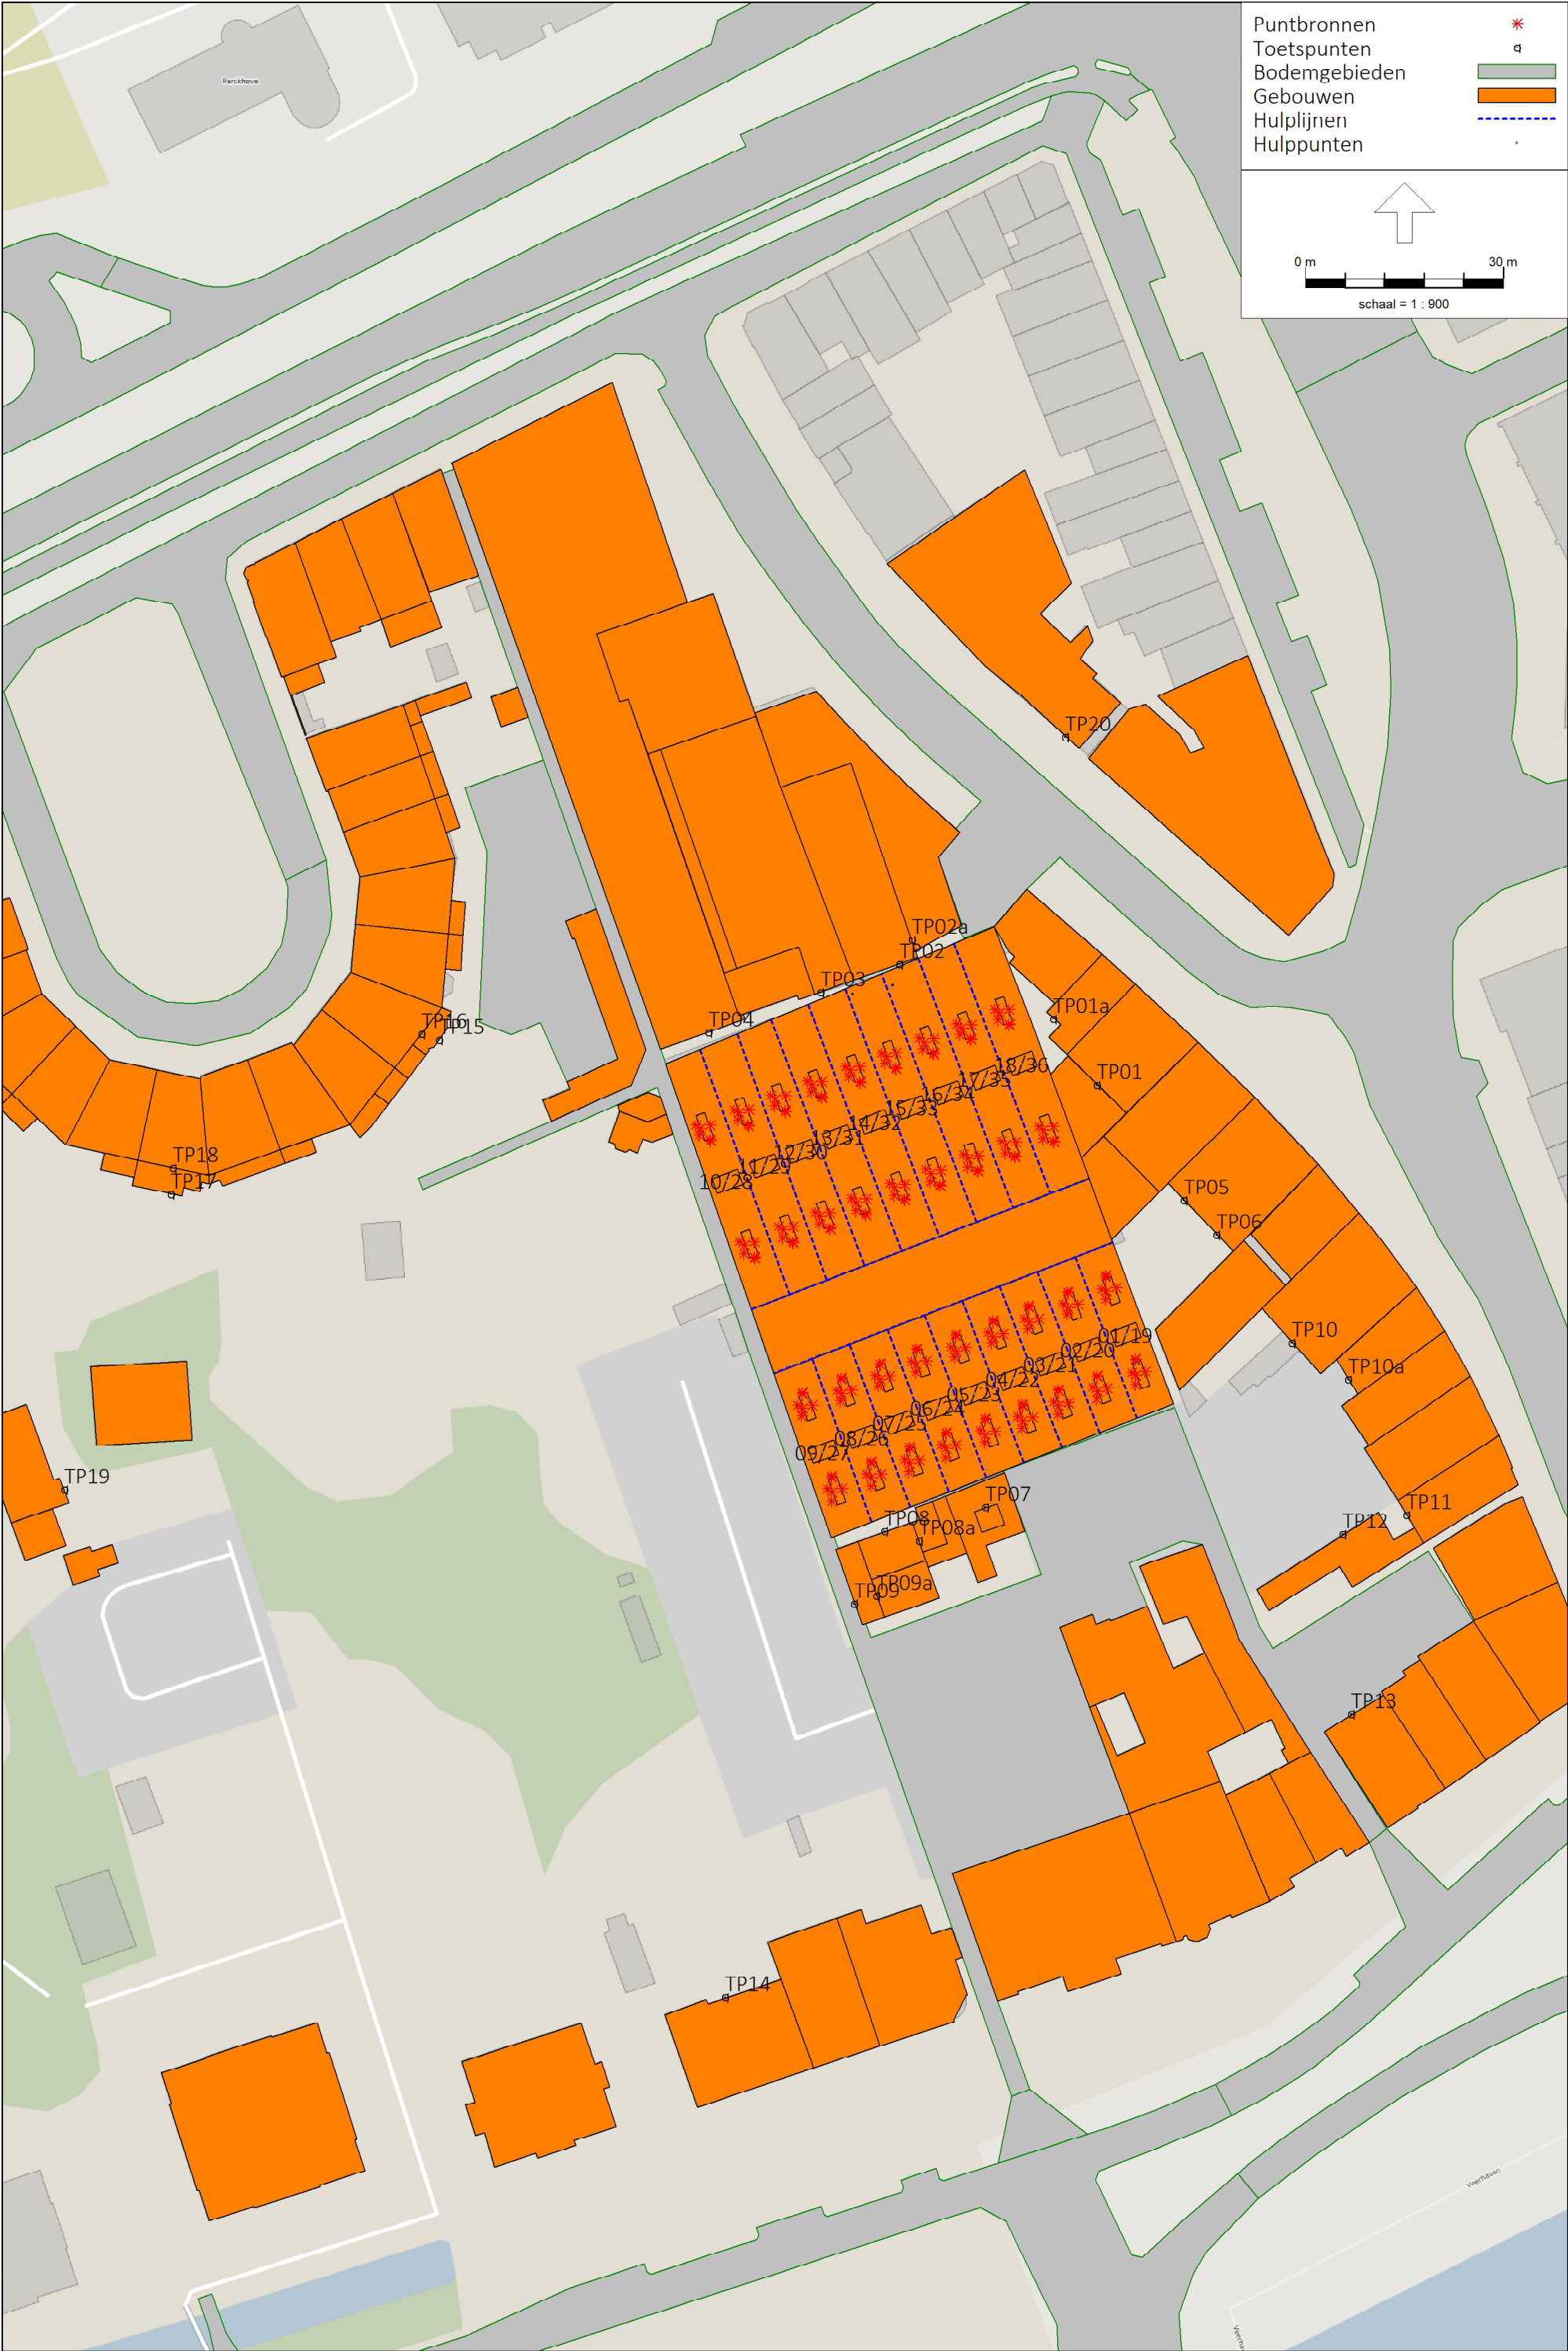 Puntbronnen
Toetspunten
Bodemgebieden
Gebouwen
Hulplijnen
Hulppunten
0 m 30 m
schaal = 1 : 900
Parckhove
TP20
TP02a
TP02
TP03
TP04
TP01a
TP01
TP16
TP15
18/36
17/35
16/34
15/33
14/32
13/31
12/30
11/29
10/28
TP18
TP17
TP05
TP06
TP10
TP10a
01/19
02/20
03/21
04/22
05/23
06/24
07/25
08/26
09/27
TP19
TP07
TP08
TP08a
TP09a
TP09
TP11
TP12
TP13
TP14
Veerhaven